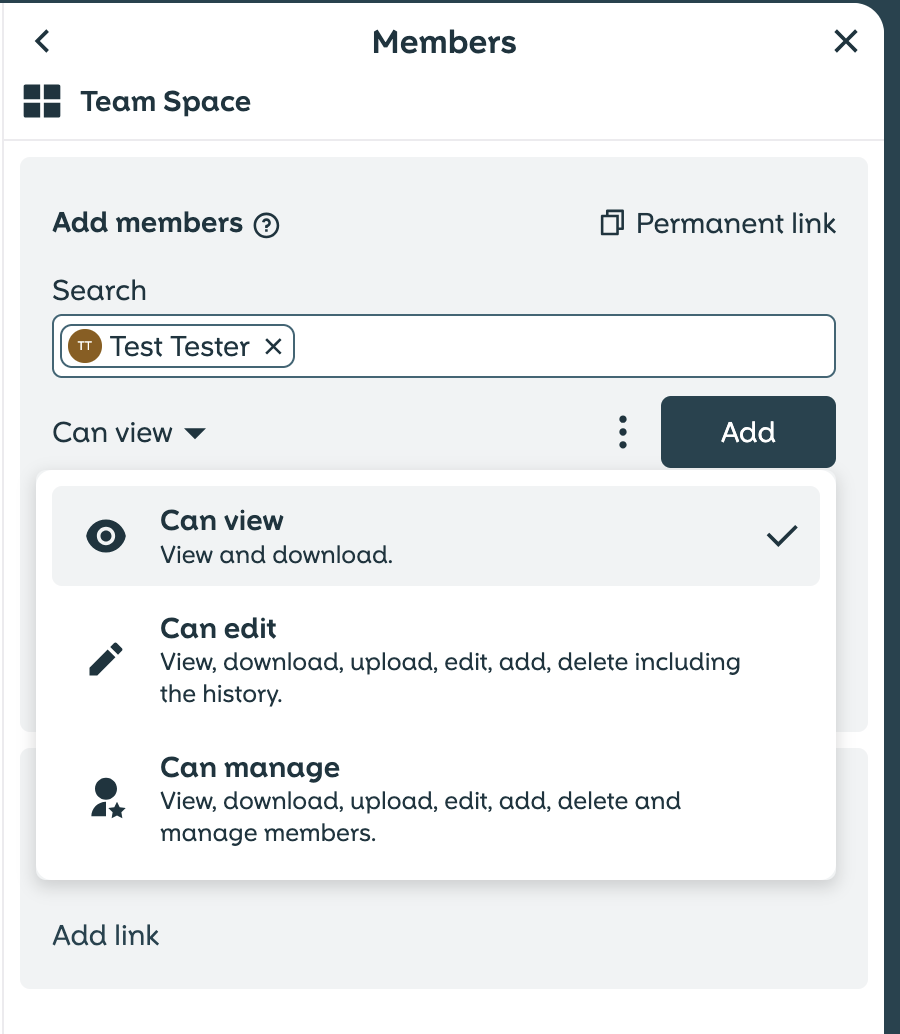 Members
Team Space
Add members
Permanent link
Search
TT Test Tester
Can view
Add
Can view
View and download.
Can edit
View, download, upload, edit, add, delete including
the history.
Can manage
View, download, upload, edit, add, delete and
manage members.
Add link